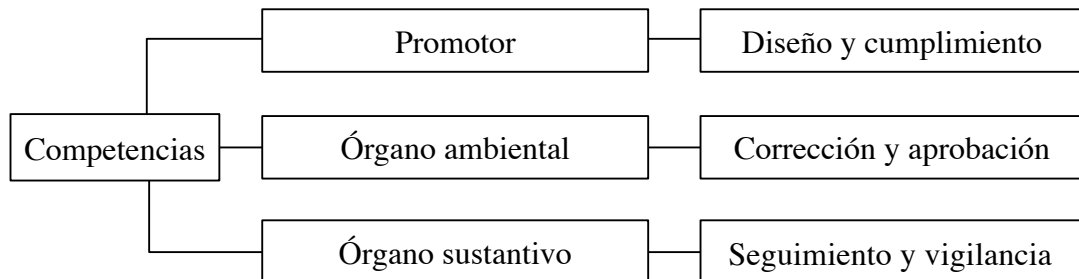 Promotor
Diseño y cumplimiento
Competencias
Órgano ambiental
Corrección y aprobación
Órgano sustantivo
Seguimiento y vigilancia